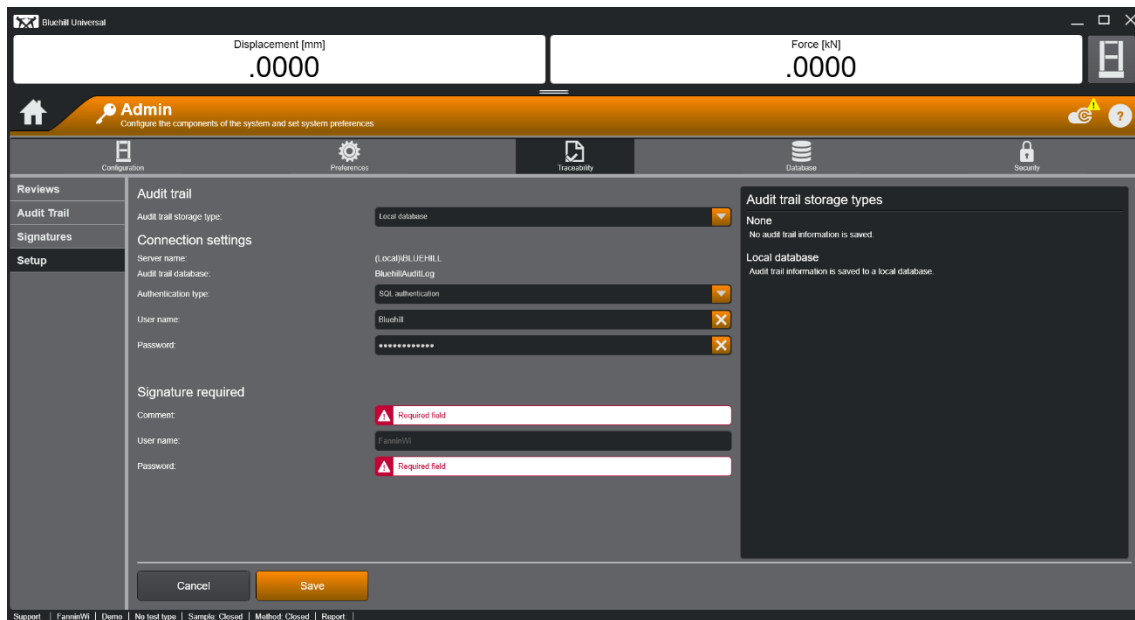 Bluehill Universal
Displacement [mm]
.0000
Force [kN]
.0000
Admin
Configure the components of the system and set system preferences
?
Configuration
Preferences
Traceability
Database
Security
Reviews
Audit Trail
Signatures
Setup
Audit trail
Audit trail storage type:
Local database
Connection settings
Server name:
(Local)\BLUEHILL
Audit trail database:
BluehillAuditLog
Authentication type:
SQL authentication
User name:
Bluehill
Password:
••••••••••••
Signature required
Comment:
Required field
User name:
FanninWi
Password:
Required field
Audit trail storage types
None
No audit trail information is saved.
Local database
Audit trail information is saved to a local database.
Cancel
Save
Support | FanninWi | Demo | No test type | Sample: Closed | Method: Closed | Report: |